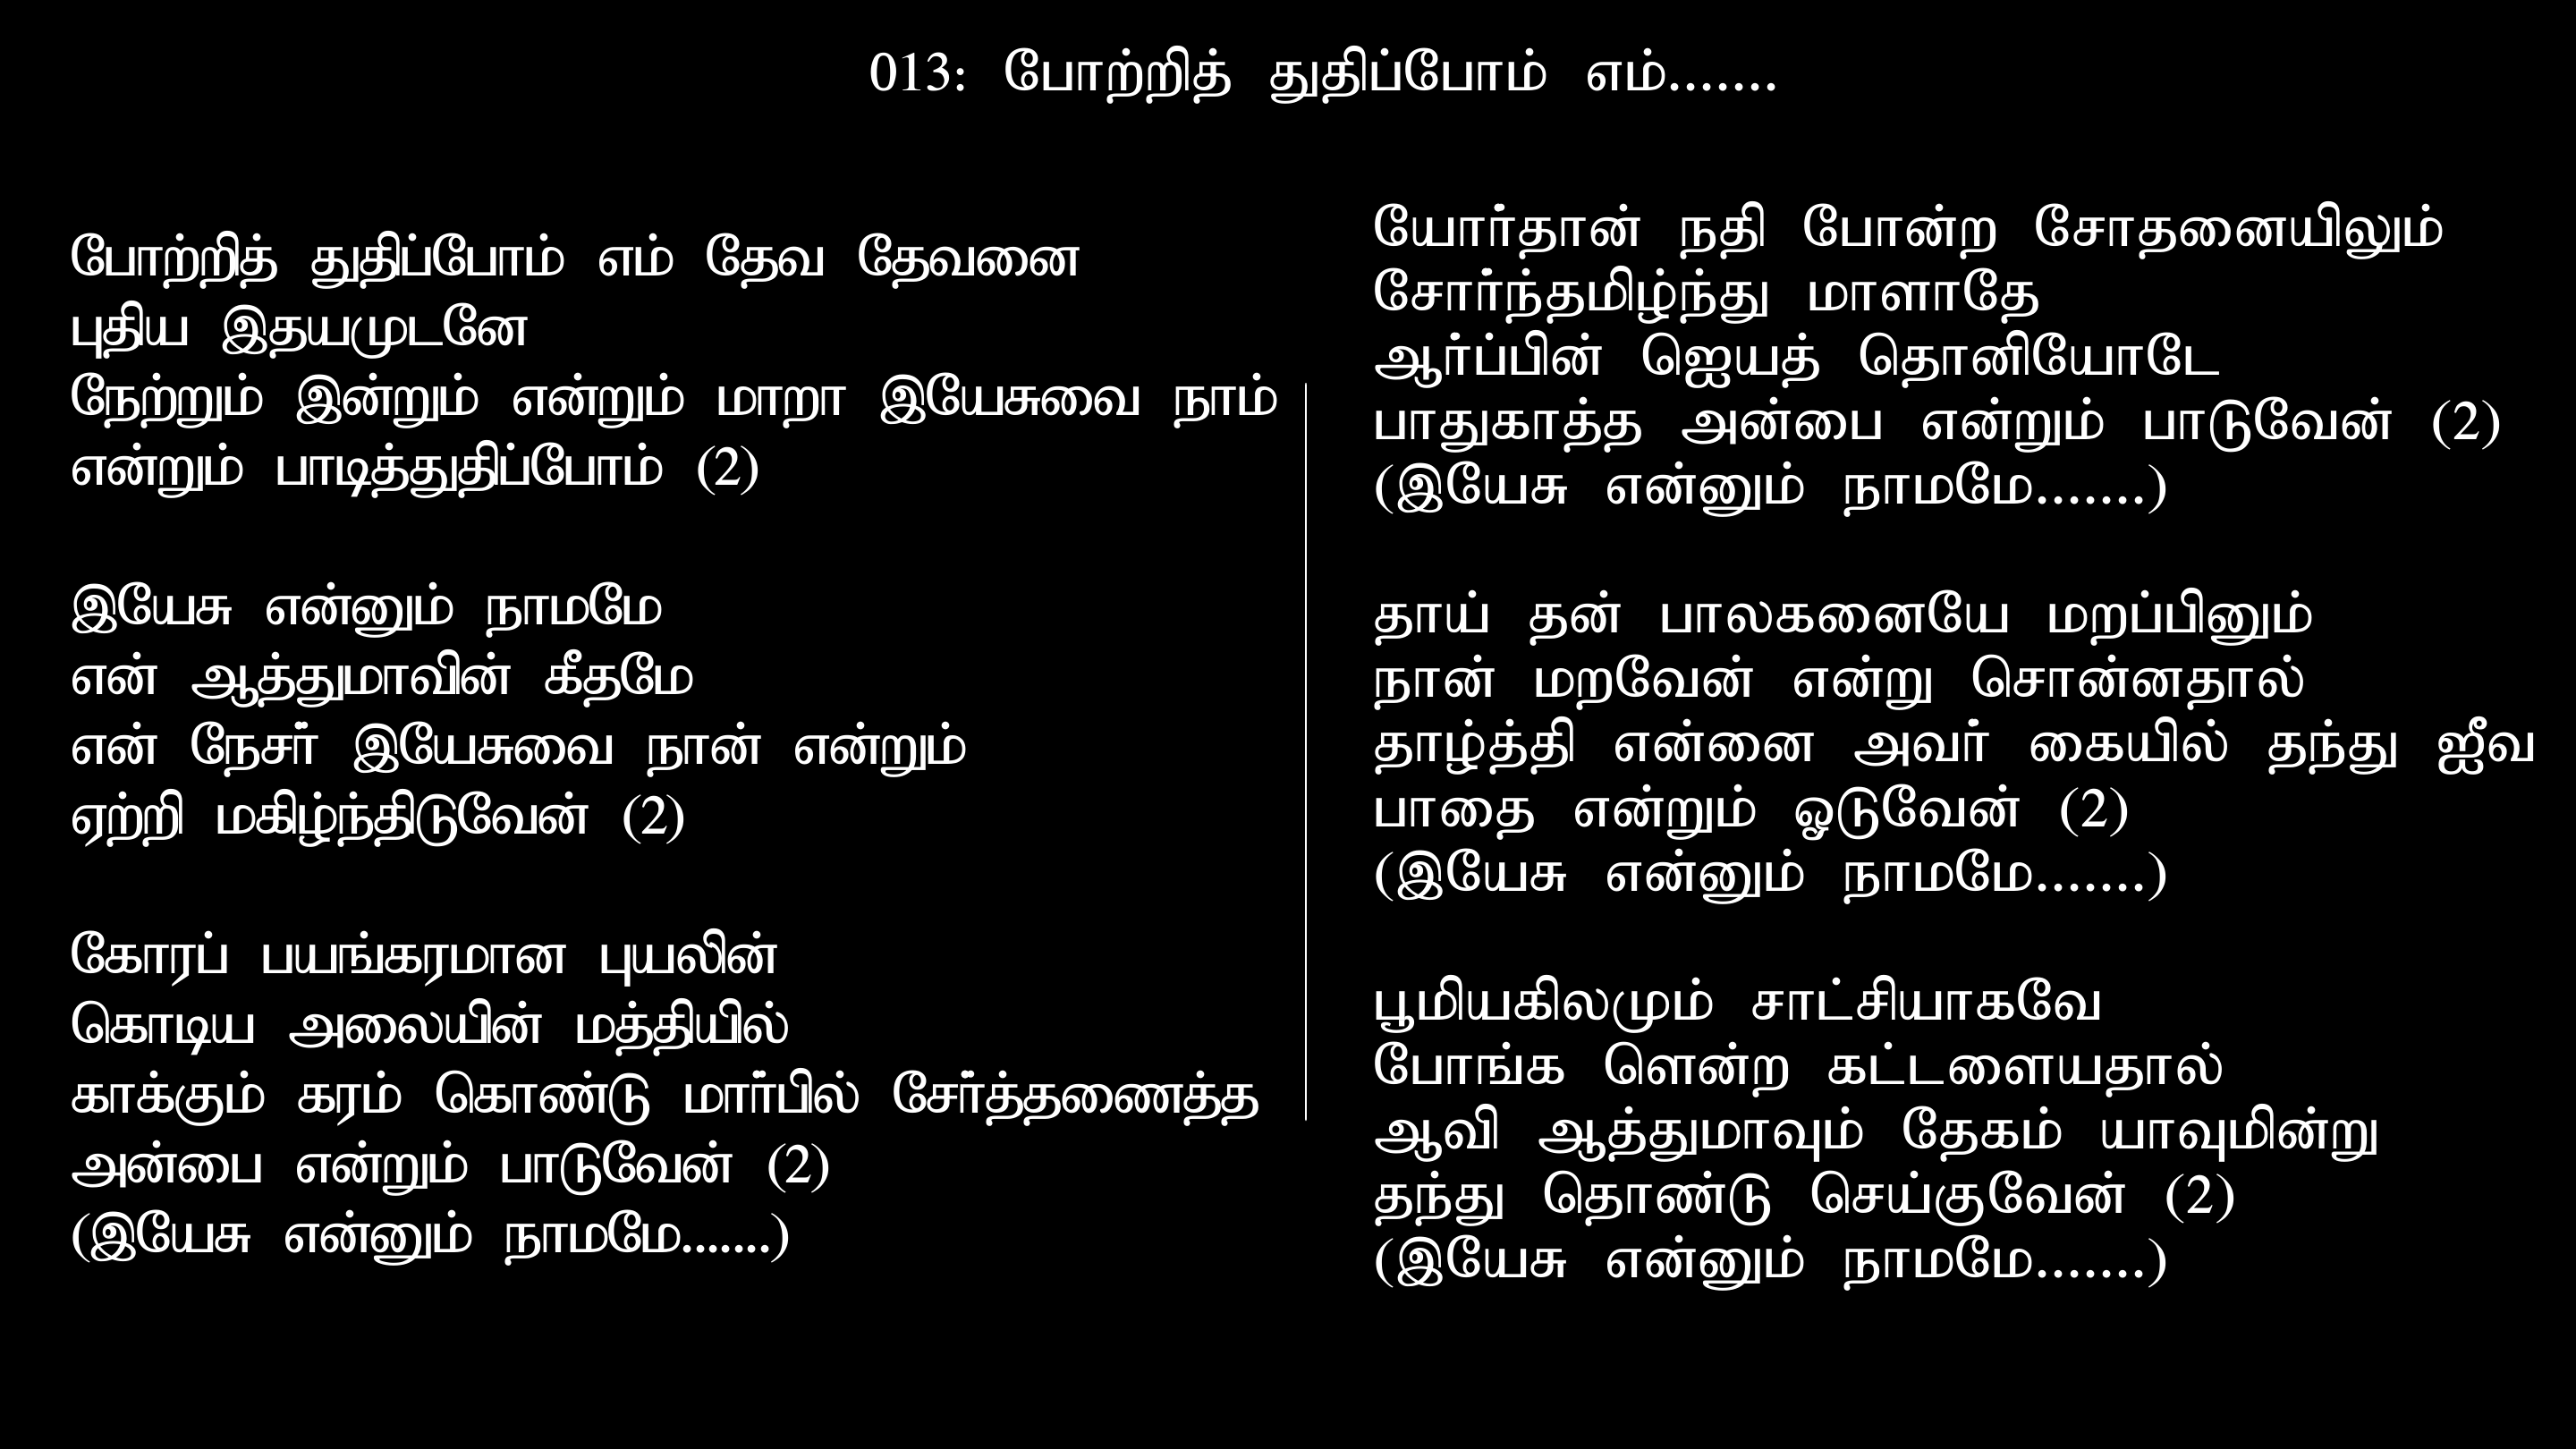 013: போற்றித் துதிப்போம் எம்.......
போற்றித் துதிப்போம் எம் தேவ தேவனை
புதிய இதயமுடனே
நேற்றும் இன்றும் என்றும் மாறா இயேசுவை நாம்
என்றும் பாடித்துதிப்போம் (2)
இயேசு என்னும் நாமமே
என் ஆத்துமாவின் கீதமே
என் நேசர் இயேசுவை நான் என்றும்
ஏற்றி மகிழ்ந்திடுவேன் (2)
கோரப் பயங்கரமான புயலின்
கொடிய அலையின் மத்தியில்
காக்கும் கரம் கொண்டு மார்பில் சேர்த்தணைத்த
அன்பை என்றும் பாடுவேன் (2)
(இயேசு என்னும் நாமமே.......)
யோர்தான் நதி போன்ற சோதனையிலும்
சோர்ந்தமிழ்ந்து மாளாதே
ஆர்ப்பின் ஜெயத் தொனியோடே
பாதுகாத்த அன்பை என்றும் பாடுவேன் (2)
(இயேசு என்னும் நாமமே.......)
தாய் தன் பாலகனையே மறப்பினும்
நான் மறவேன் என்று சொன்னதால்
தாழ்த்தி என்னை அவர் கையில் தந்து ஜீவ
பாதை என்றும் ஓடுவேன் (2)
(இயேசு என்னும் நாமமே.......)
பூமியகிலமும் சாட்சியாகவே
போங்க ளென்ற கட்டளையதால்
ஆவி ஆத்துமாவும் தேகம் யாவுமின்று
தந்து தொண்டு செய்குவேன் (2)
(இயேசு என்னும் நாமமே.......)